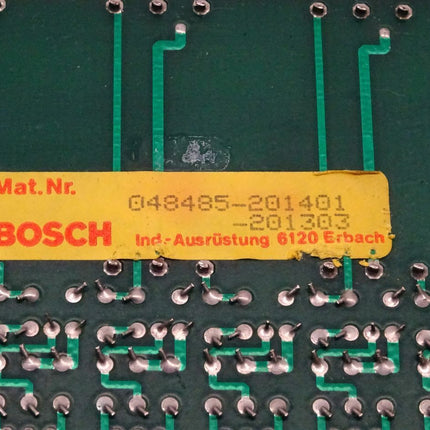 Mat.Nr. 048485-201401
-201303
BOSCH Ind.-Ausrüstung 6120 Erbach